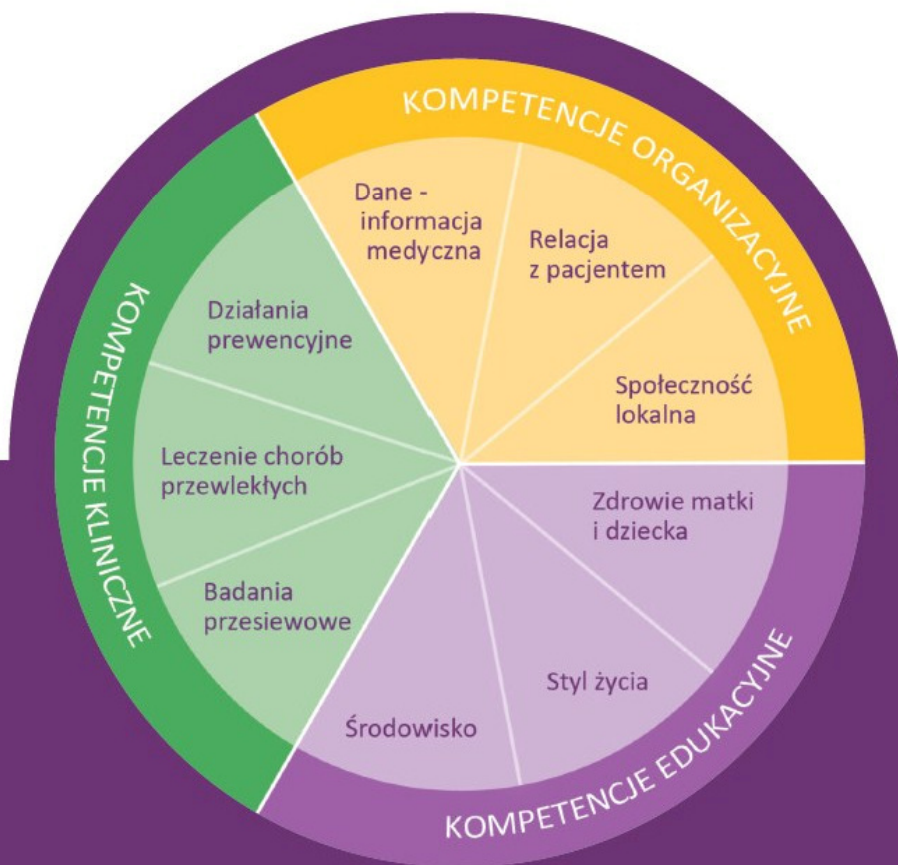 KOMPETENCJE ORGANIZACYJNE
Dane -
informacja
medyczna
Relacja
z pacjentem
Społeczność
lokalna
KOMPETENCJE EDUKACYJNE
Zdrowie matki
i dziecka
Styl życia
Środowisko
KOMPETENCJE KLINICZNE
Działania
prewencyjne
Leczenie chorób
przewlekłych
Badania
przesiewowe